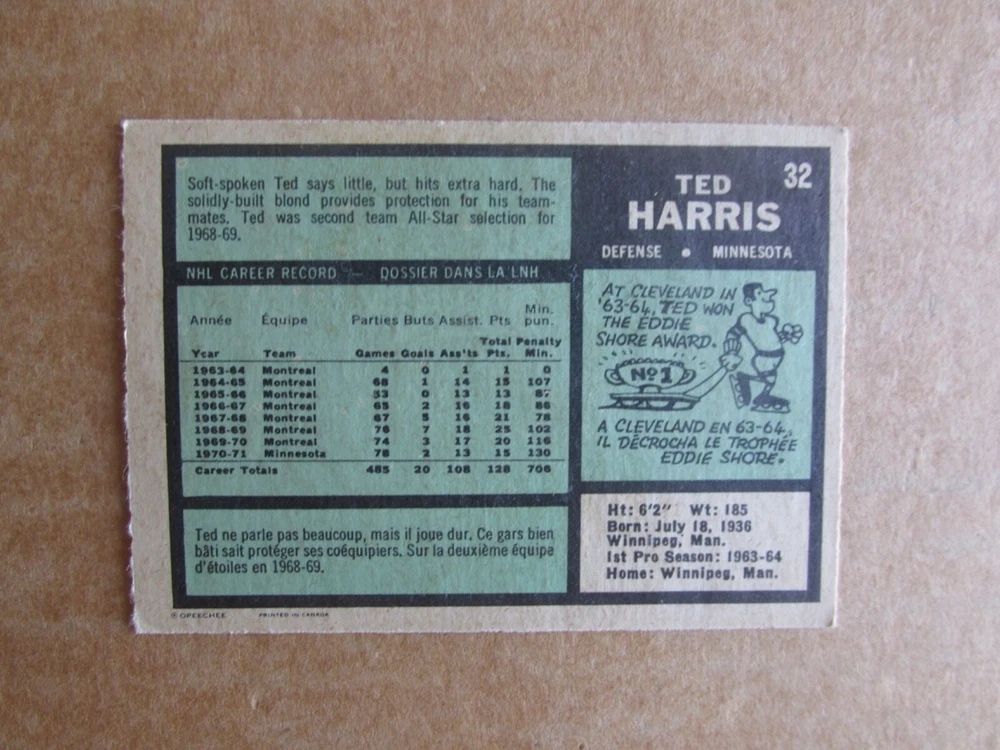 Soft-spoken Ted says little, but hits extra hard. The
solidly-built blond provides protection for his team-
mates. Ted was second team All-Star selection for
1968-69.
32
TED
HARRIS
DEFENSE • MINNESOTA
NHL CAREER RECORD — DOSSIER DANS LA LNH
Année Équipe Parties Buts Assist. Pts Min. pun.
Year Team Games Goals Ass'ts Total Pts. Penalty Min.
1963-64 Montreal 4 0 1 1 0
1964-65 Montreal 68 1 14 15 107
1965-66 Montreal 53 0 13 13 87
1966-67 Montreal 65 2 16 18 86
1967-68 Montreal 67 5 16 21 78
1968-69 Montreal 76 7 18 25 102
1969-70 Montreal 74 3 17 20 116
1970-71 Minnesota 78 2 13 15 130
Career Totals 485 20 108 128 706
Ted ne parle pas beaucoup, mais il joue dur. Ce gars bien
bâti sait protéger ses coéquipiers. Sur la deuxième équipe
d'étoiles en 1968-69.
AT CLEVELAND IN
'63-64, TED WON
THE EDDIE
SHORE AWARD.
Nº1
A CLEVELAND EN 63-64,
IL DÉCROCHA LE TROPHÉE
EDDIE SHORE.
Ht: 6'2" Wt: 185
Born: July 18, 1936
Winnipeg, Man.
1st Pro Season: 1963-64
Home: Winnipeg, Man.
© OPEECHEE PRINTED IN CANADA